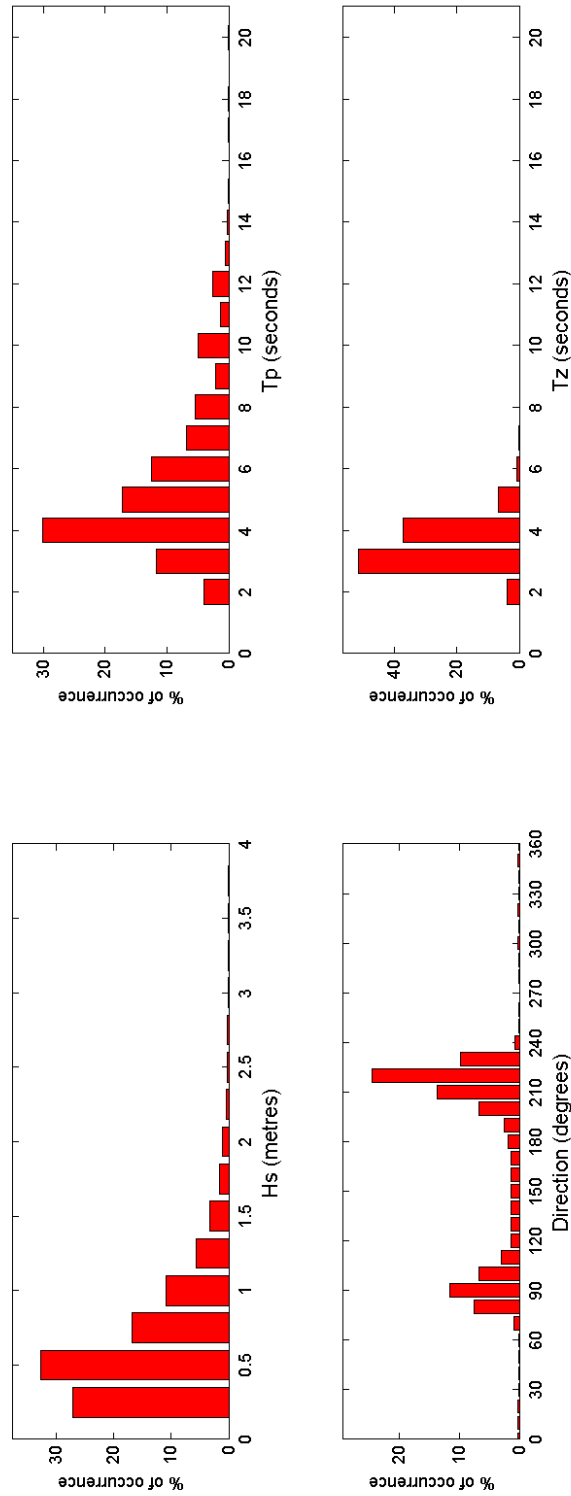 % of occurrence
30
20
10
0
0 0.5 1 1.5 2 2.5 3 3.5 4
Hs (metres)
% of occurrence
30
20
10
0
0 2 4 6 8 10 12 14 16 18 20
Tp (seconds)
% of occurrence
20
10
0
0 30 60 90 120 150 180 210 240 270 300 330 360
Direction (degrees)
% of occurrence
40
20
0
0 2 4 6 8 10 12 14 16 18 20
Tz (seconds)